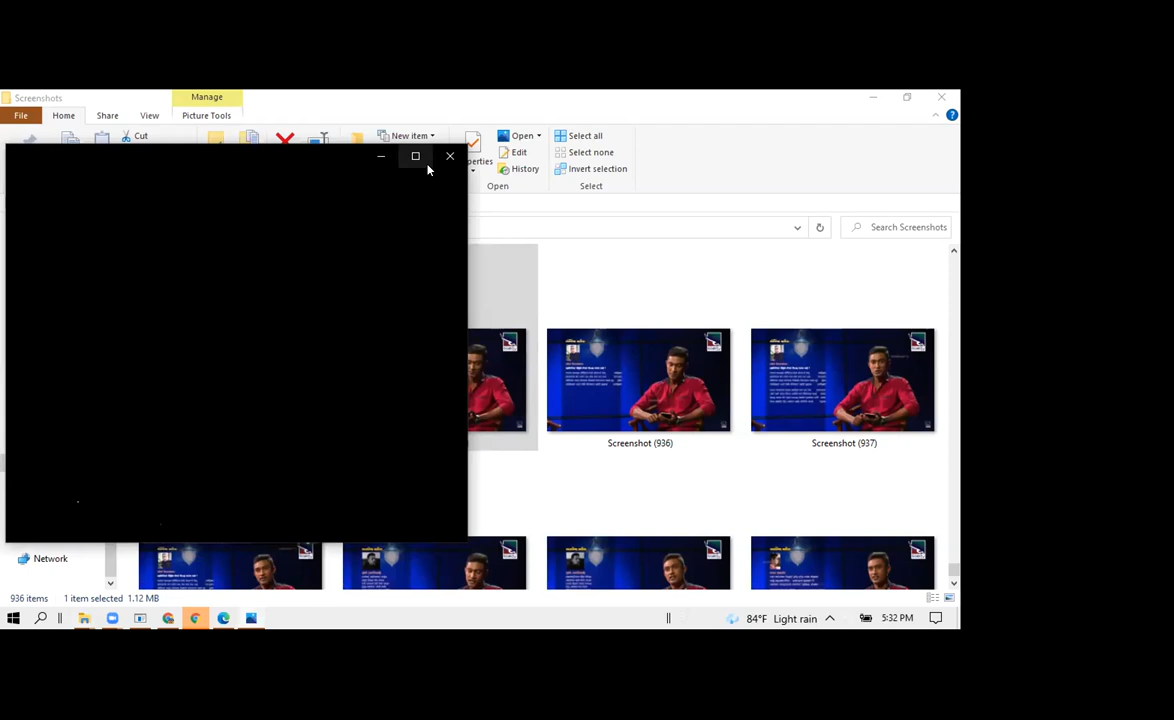 Screenshots
Manage
File
Home
Share
View
Picture Tools
Cut
New item
Open
Select all
Edit
Select none
History
Invert selection
Open
Select
Search Screenshots
Screenshot (936)
Screenshot (937)
Network
936 items
1 item selected 1.12 MB
84°F Light rain
5:32 PM